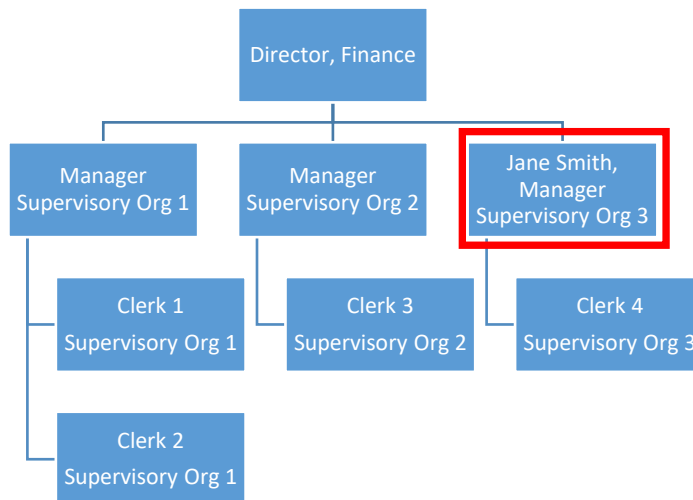 Director, Finance
Manager
Supervisory Org 1
Manager
Supervisory Org 2
Jane Smith,
Manager
Supervisory Org 3
Clerk 1
Supervisory Org 1
Clerk 3
Supervisory Org 2
Clerk 4
Supervisory Org 3
Clerk 2
Supervisory Org 1